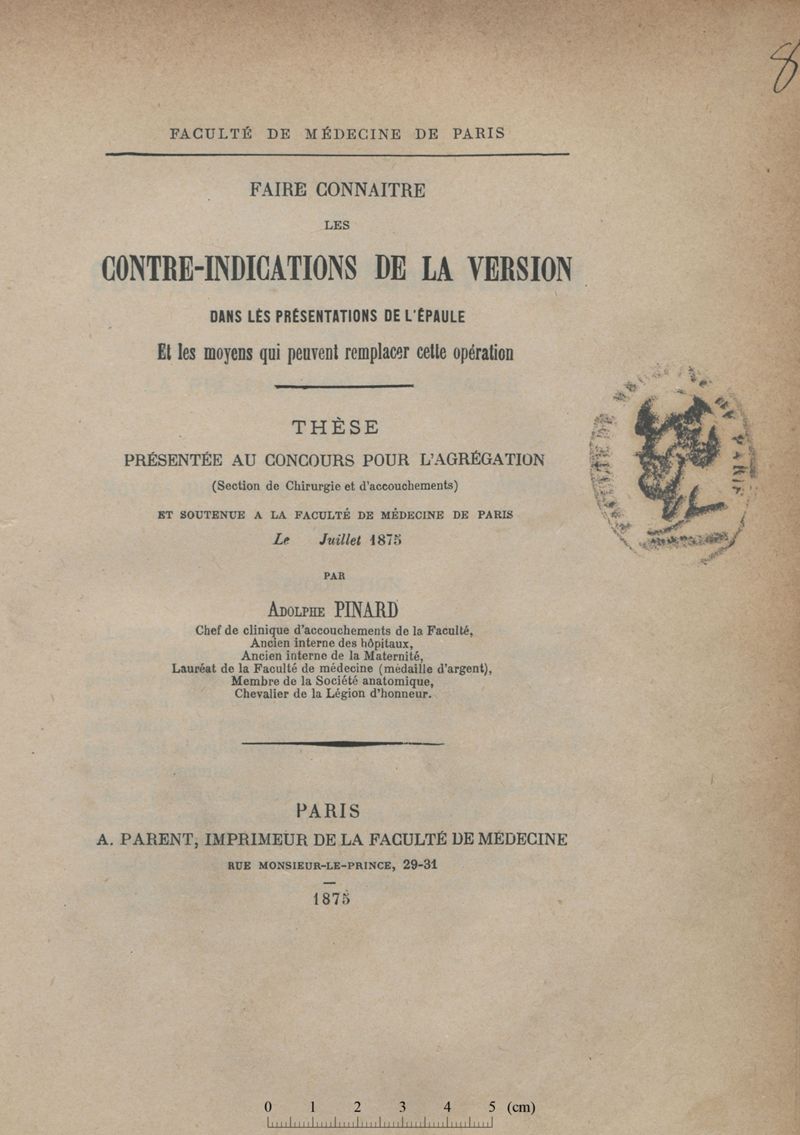 8
FACULTÉ DE MÉDECINE DE PARIS
FAIRE CONNAITRE
LES
CONTRE-INDICATIONS DE LA VERSION
DANS LES PRÉSENTATIONS DE L'ÉPAULE
Et les moyens qui peuvent remplacer cette opération
THÈSE
PRÉSENTÉE AU CONCOURS POUR L'AGRÉGATION
(Section de Chirurgie et d'accouchements)
ET SOUTENUE A LA FACULTÉ DE MÉDECINE DE PARIS
Le Juillet 1875
PAR
ADOLPHE PINARD
Chef de clinique d'accouchements de la Faculté,
Ancien interne des hôpitaux,
Ancien interne de la Maternité,
Lauréat de la Faculté de médecine (médaille d'argent),
Membre de la Société anatomique,
Chevalier de la Légion d'honneur.
PARIS
A. PARENT, IMPRIMEUR DE LA FACULTÉ DE MÉDECINE
RUE MONSIEUR-LE-PRINCE, 29-31
1875
0 1 2 3 4 5 (cm)